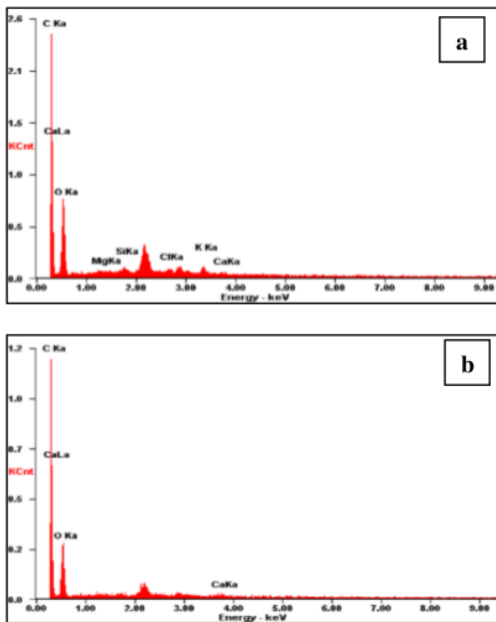 2.6
C Ka
a
2.1
1.5
CaLa
KCnt
1.0
O Ka
0.5
K Ka
SiKa
ClKa
MgKa
CaKa
0.0
0.00 1.00 2.00 3.00 4.00 5.00 6.00 7.00 8.00 9.00
Energy - keV
1.2
C Ka
b
1.0
0.7
CaLa
KCnt
0.5
O Ka
0.2
CaKa
0.0
0.00 1.00 2.00 3.00 4.00 5.00 6.00 7.00 8.00 9.00
Energy - keV